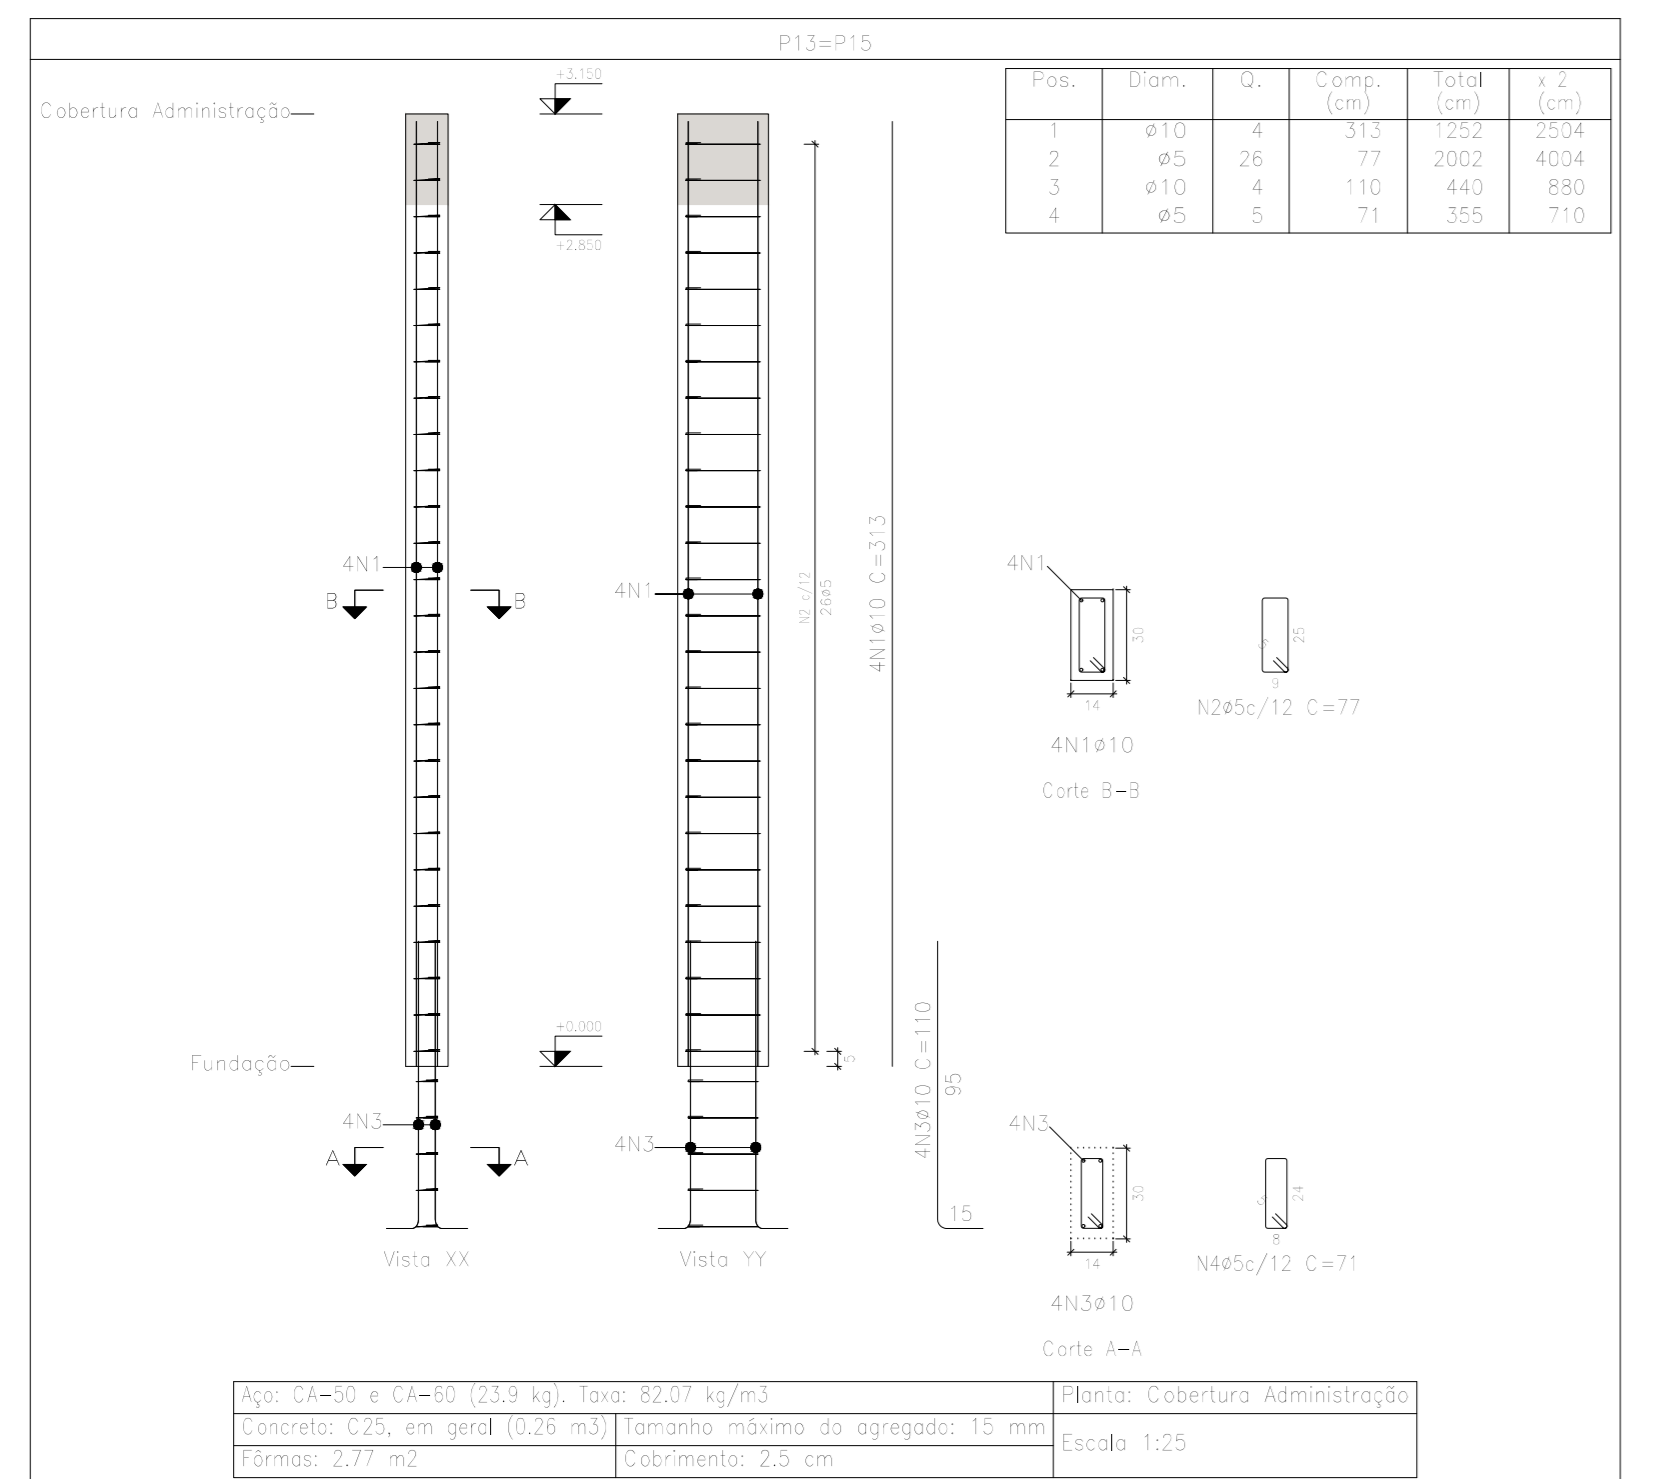 P13=P15
Pos. Diam. Q. Comp. (cm) Total (cm) x 2 (cm)
1 ø10 4 313 1252 2504
2 ø5 26 77 2002 4004
3 ø10 4 110 440 880
4 ø5 5 71 355 710
+3.150
Cobertura Administração
+2.850
4N1
B B
4N1
N2 c/12
26ø5
4N1ø10 C=313
4N1
30
14
4N1ø10
Corte B-B
5
25
9
N2ø5c/12 C=77
+0.000
Fundação
5
4N3
A A
4N3
4N3ø10 C=110
95
15
Vista XX
Vista YY
4N3
30
14
4N3ø10
Corte A-A
5
24
8
N4ø5c/12 C=71
Aço: CA-50 e CA-60 (23.9 kg). Taxa: 82.07 kg/m3
Planta: Cobertura Administração
Concreto: C25, em geral (0.26 m3)
Tamanho máximo do agregado: 15 mm
Escala 1:25
Fôrmas: 2.77 m2
Cobrimento: 2.5 cm